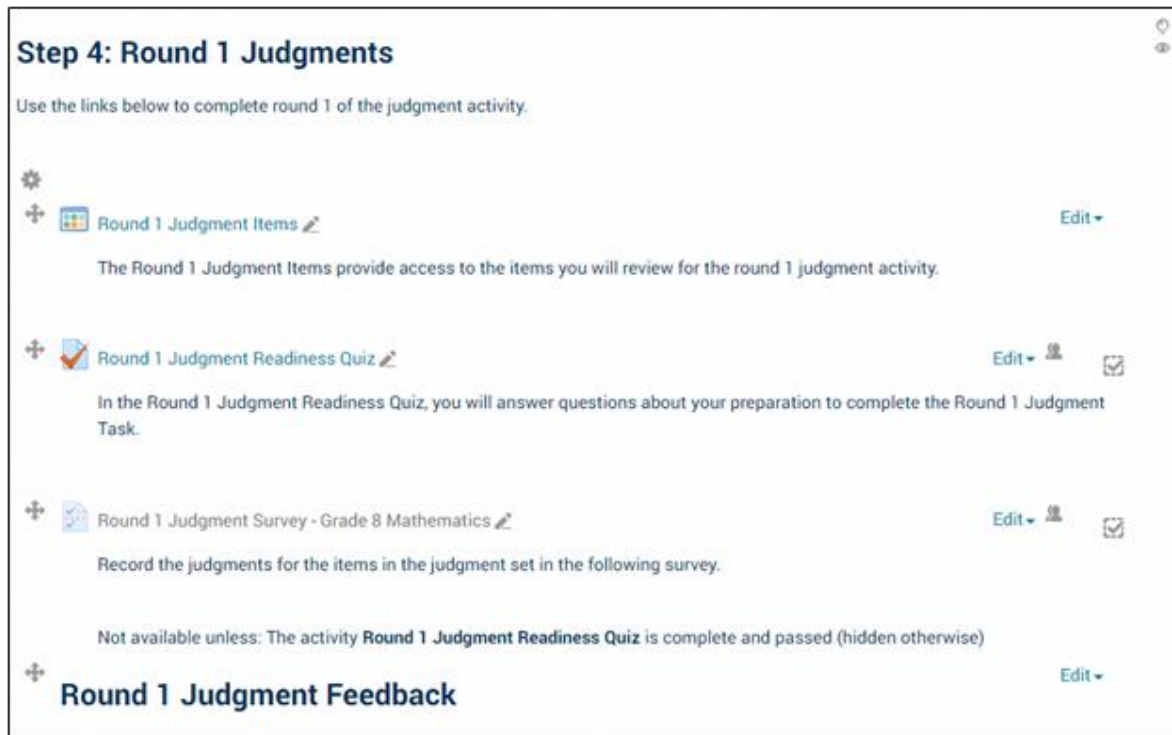 Step 4: Round 1 Judgments
Use the links below to complete round 1 of the judgment activity.
Round 1 Judgment Items
Edit
The Round 1 Judgment Items provide access to the items you will review for the round 1 judgment activity.
Round 1 Judgment Readiness Quiz
Edit
In the Round 1 Judgment Readiness Quiz, you will answer questions about your preparation to complete the Round 1 Judgment
Task.
Round 1 Judgment Survey - Grade 8 Mathematics
Edit
Record the judgments for the items in the judgment set in the following survey.
Not available unless: The activity Round 1 Judgment Readiness Quiz is complete and passed (hidden otherwise)
Edit
Round 1 Judgment Feedback